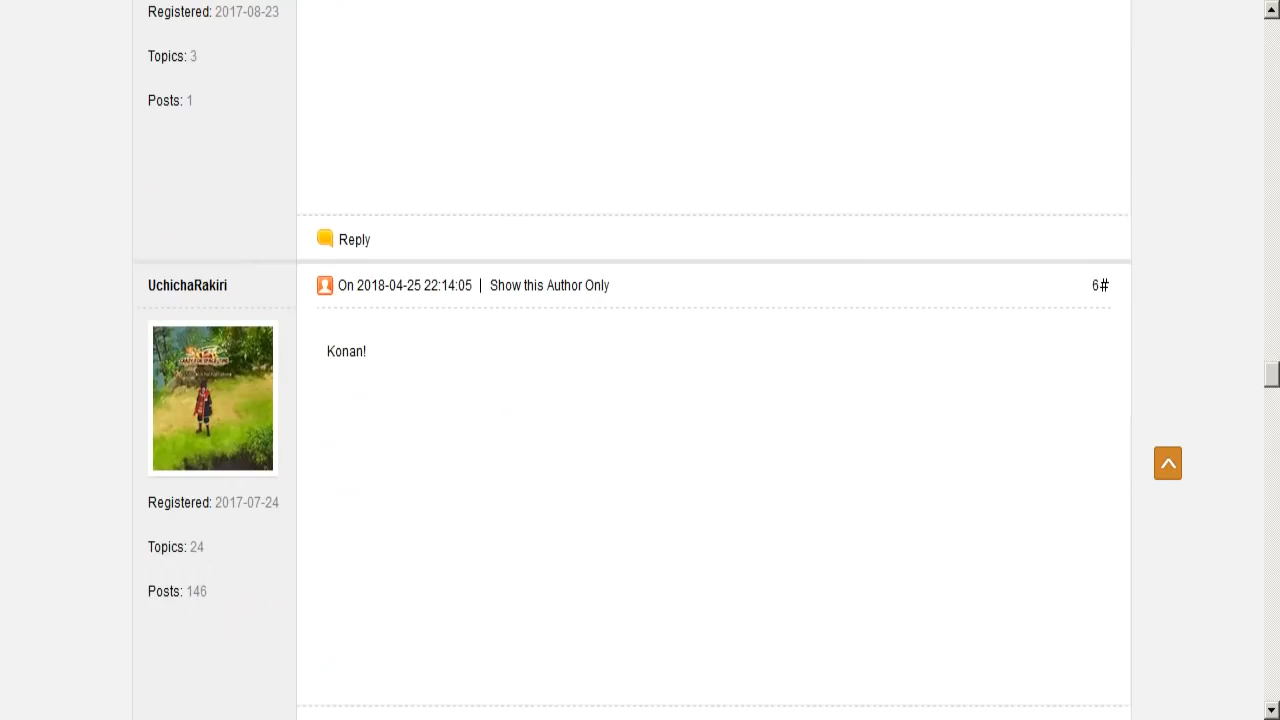 Registered: 2017-08-23
Topics: 3
Posts: 1
Reply
UchichaRakiri
On 2018-04-25 22:14:05 | Show this Author Only
6#
Konan!
Registered: 2017-07-24
Topics: 24
Posts: 146